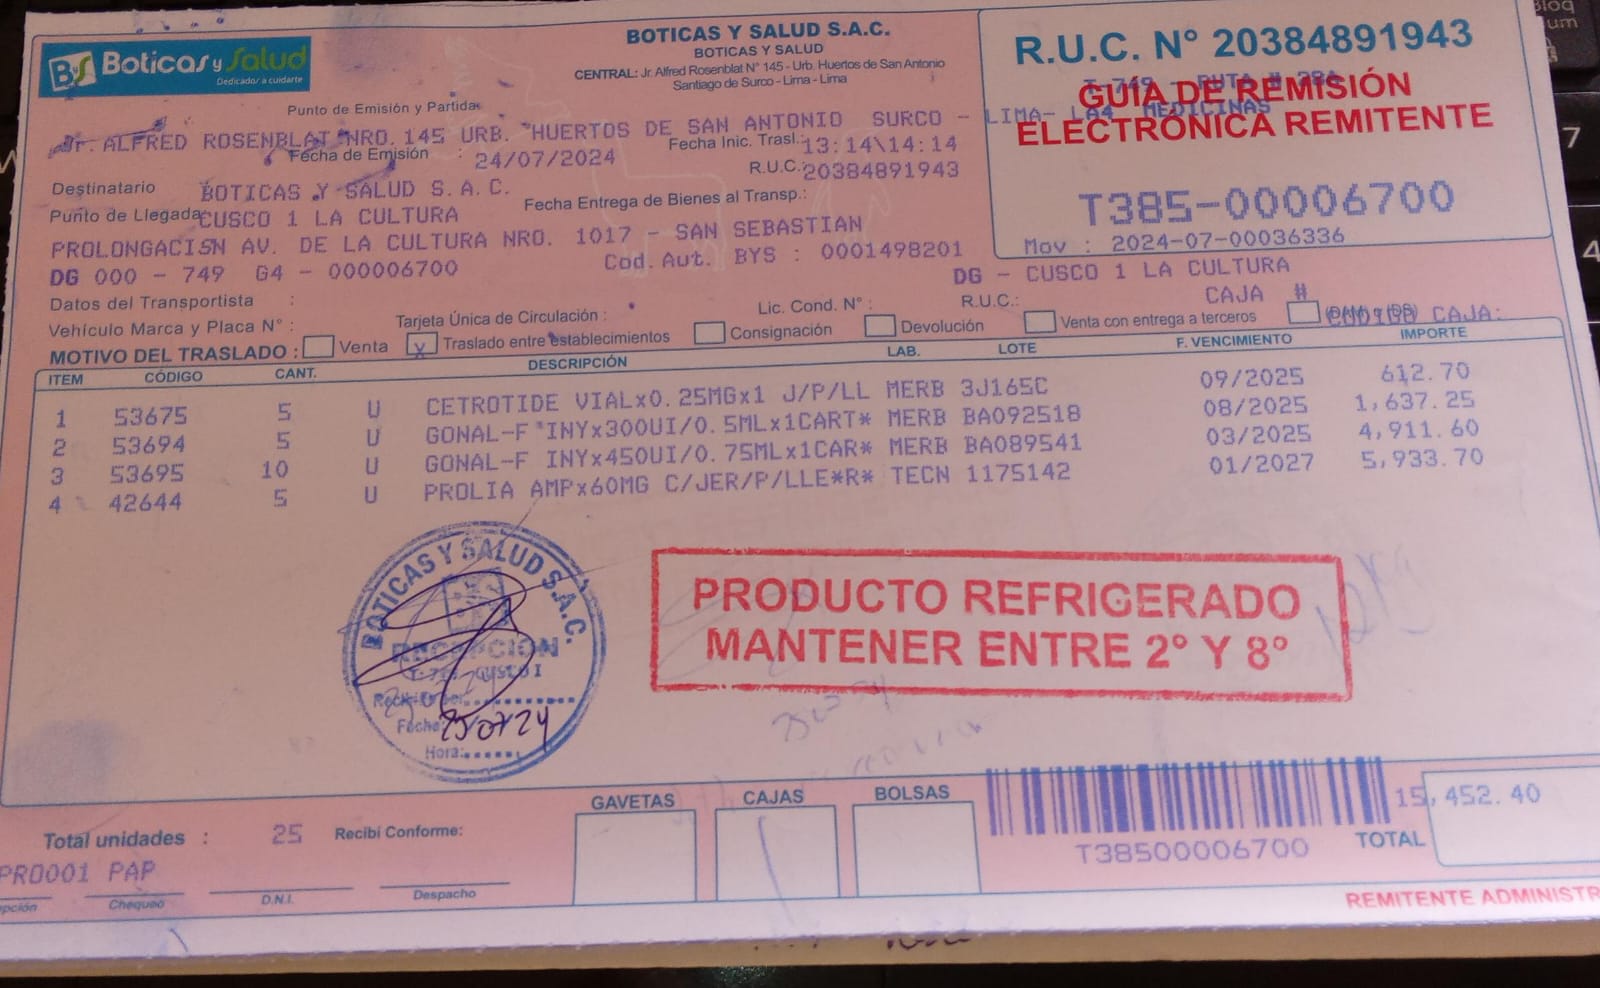 Boticas y Salud
Dedicados a cuidarte
BOTICAS Y SALUD S.A.C.
BOTICAS Y SALUD
CENTRAL: Jr. Alfred Rosenblat N° 145 - Urb. Huertos de San Antonio
Santiago de Surco - Lima - Lima
R.U.C. N° 20384891943
T-749 - RUTA # 29A
GUÍA DE REMISIÓN
ELECTRÓNICA REMITENTE
Punto de Emisión y Partida:
Jr. ALFRED ROSENBLAT NRO. 145 URB. HUERTOS DE SAN ANTONIO SURCO - LIMA- LA4 MEDICINAS
Fecha de Emisión : 24/07/2024
Fecha Inic. Trasl: 13:14\14:14
Destinatario BOTICAS Y SALUD S.A.C.
R.U.C.: 20384891943
Punto de Llegada CUSCO 1 LA CULTURA
Fecha Entrega de Bienes al Transp.:
T385-00006700
PROLONGACISN AV. DE LA CULTURA NRO. 1017 - SAN SEBASTIAN
Mov : 2024-07-00036336
DG 000 - 749 G4 - 000006700
Cod. Aut. BYS : 0001498201
DG - CUSCO 1 LA CULTURA
Datos del Transportista :
Lic. Cond. N° :
R.U.C.:
CAJA #
Vehículo Marca y Placa N° :
Tarjeta Única de Circulación :
CAJA:
MOTIVO DEL TRASLADO :
Venta
X Traslado entre establecimientos
Consignación
Devolución
Venta con entrega a terceros
ITEM CÓDIGO CANT. DESCRIPCIÓN LAB. LOTE F. VENCIMIENTO IMPORTE
1 53675 5 U CETROTIDE VIALx0.25MGx1 J/P/LL MERB 3J165C 09/2025 612.70
2 53694 5 U GONAL-F INYx300UI/0.5MLx1CART* MERB BA092518 08/2025 1,637.25
3 53695 10 U GONAL-F INYx450UI/0.75MLx1CAR* MERB BA089541 03/2025 4,911.60
4 42644 5 U PROLIA AMPx60MG C/JER/P/LLE*R* TECN 1175142 01/2027 5,933.70
BOTICAS Y SALUD S.A.C.
RECEPCION
Fecha: 25/07/24
Hora:
PRODUCTO REFRIGERADO
MANTENER ENTRE 2° Y 8°
GAVETAS
CAJAS
BOLSAS
15,452.40
TOTAL
Total unidades : 25
Recibí Conforme:
T38500006700
PRO001 PAP
Chequeo
D.N.I.
Despacho
REMITENTE ADMINISTR